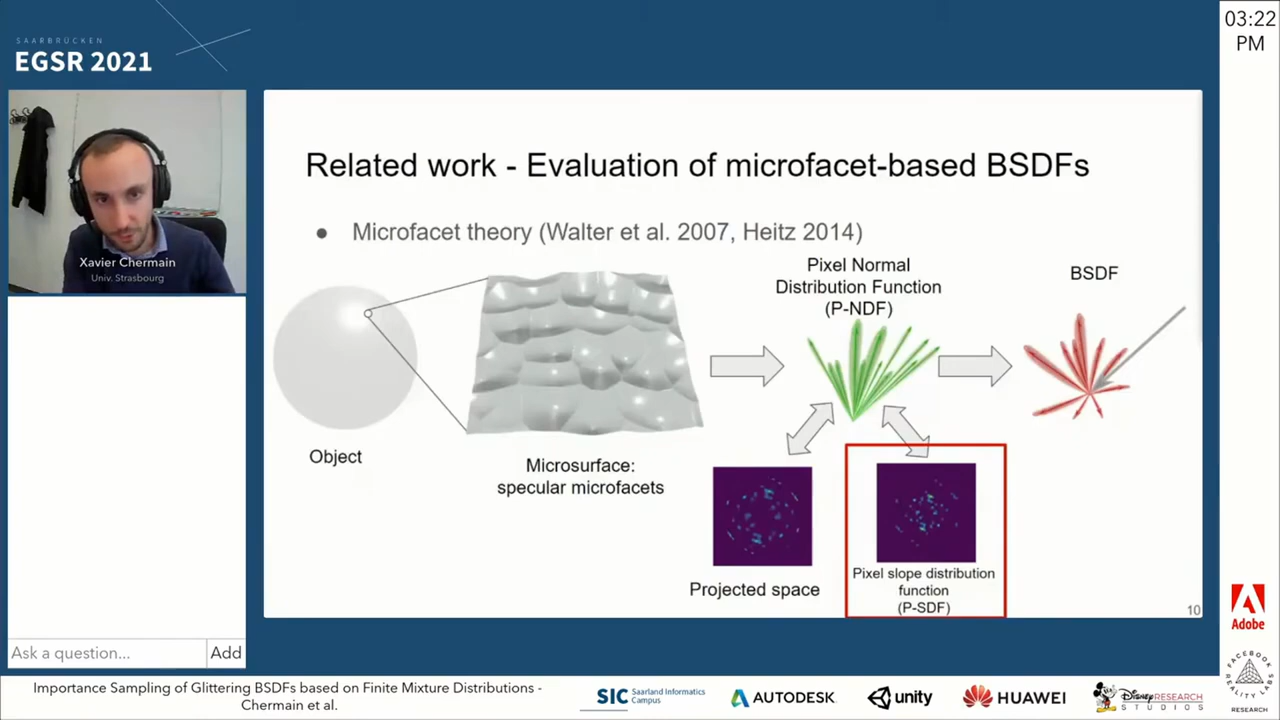 SAARBRÜCKEN
EGSR 2021
03:22
PM
Xavier Chermain
Univ. Strasbourg
Related work - Evaluation of microfacet-based BSDFs
● Microfacet theory (Walter et al. 2007, Heitz 2014)
Pixel Normal
Distribution Function
(P-NDF)
BSDF
Object
Microsurface:
specular microfacets
Projected space
Pixel slope distribution
function
(P-SDF)
10
Ask a question...
Add
Importance Sampling of Glittering BSDFs based on Finite Mixture Distributions -
Chermain et al.
SIC Saarland Informatics
Campus
AUTODESK
unity
HUAWEI
Disney RESEARCH
STUDIOS
Adobe
FACEBOOK
REALITY LABS
RESEARCH